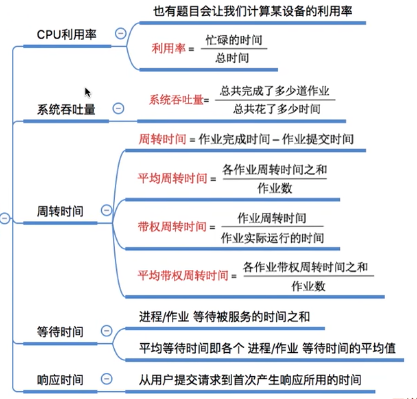 也有题目会让我们计算某设备的利用率
CPU利用率
利用率 = 忙碌的时间
总时间
系统吞吐量
系统吞吐量= 总共完成了多少道作业
总共花了多少时间
周转时间 = 作业完成时间 – 作业提交时间
平均周转时间 = 各作业周转时间之和
作业数
周转时间
带权周转时间 = 作业周转时间
作业实际运行的时间
平均带权周转时间 = 各作业带权周转时间之和
作业数
进程/作业 等待被服务的时间之和
等待时间
平均等待时间即各个 进程/作业 等待时间的平均值
响应时间
从用户提交请求到首次产生响应所用的时间